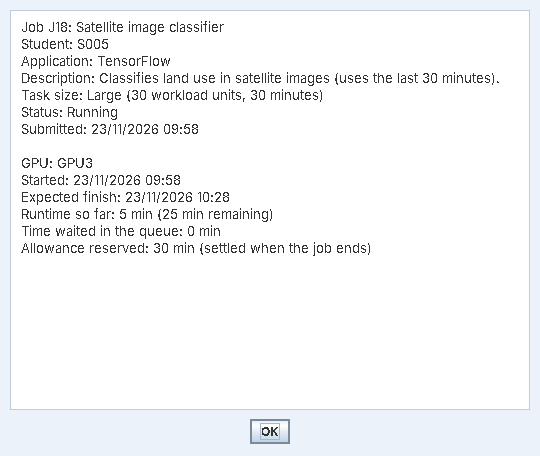 Job J18: Satellite image classifier
Student: S005
Application: TensorFlow
Description: Classifies land use in satellite images (uses the last 30 minutes).
Task size: Large (30 workload units, 30 minutes)
Status: Running
Submitted: 23/11/2026 09:58
GPU: GPU3
Started: 23/11/2026 09:58
Expected finish: 23/11/2026 10:28
Runtime so far: 5 min (25 min remaining)
Time waited in the queue: 0 min
Allowance reserved: 30 min (settled when the job ends)
OK